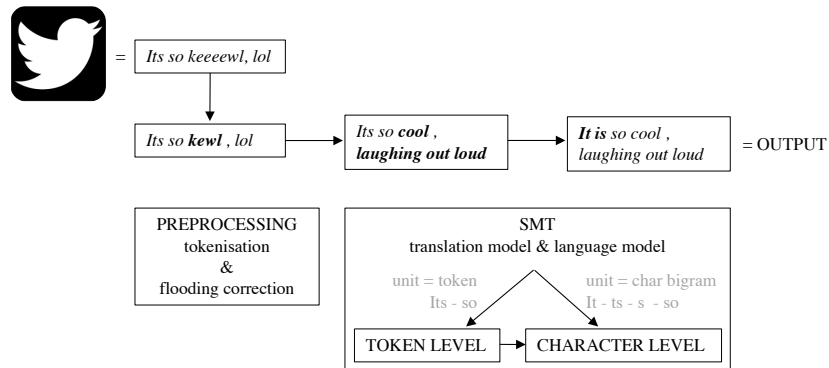 = Its so keeeewl, lol
Its so kewl , lol
Its so cool ,
laughing out loud
It is so cool ,
laughing out loud
= OUTPUT
PREPROCESSING
tokenisation
&
flooding correction
SMT
translation model & language model
unit = token
Its - so
unit = char bigram
It - ts - s - so
TOKEN LEVEL
CHARACTER LEVEL